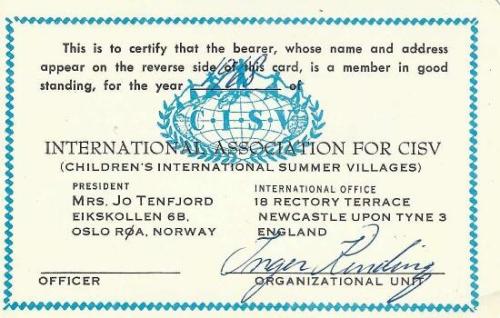 This is to certify that the bearer, whose name and address
appear on the reverse side of this card, is a member in good
standing, for the year of
C·I·S·V
INTERNATIONAL ASSOCIATION FOR CISV
(CHILDREN'S INTERNATIONAL SUMMER VILLAGES)
PRESIDENT
MRS. JO TENFJORD
EIKSKOLLEN 6B,
OSLO RØA, NORWAY
INTERNATIONAL OFFICE
18 RECTORY TERRACE
NEWCASTLE UPON TYNE 3
ENGLAND
Inger
OFFICER
ORGANIZATIONAL UNIT